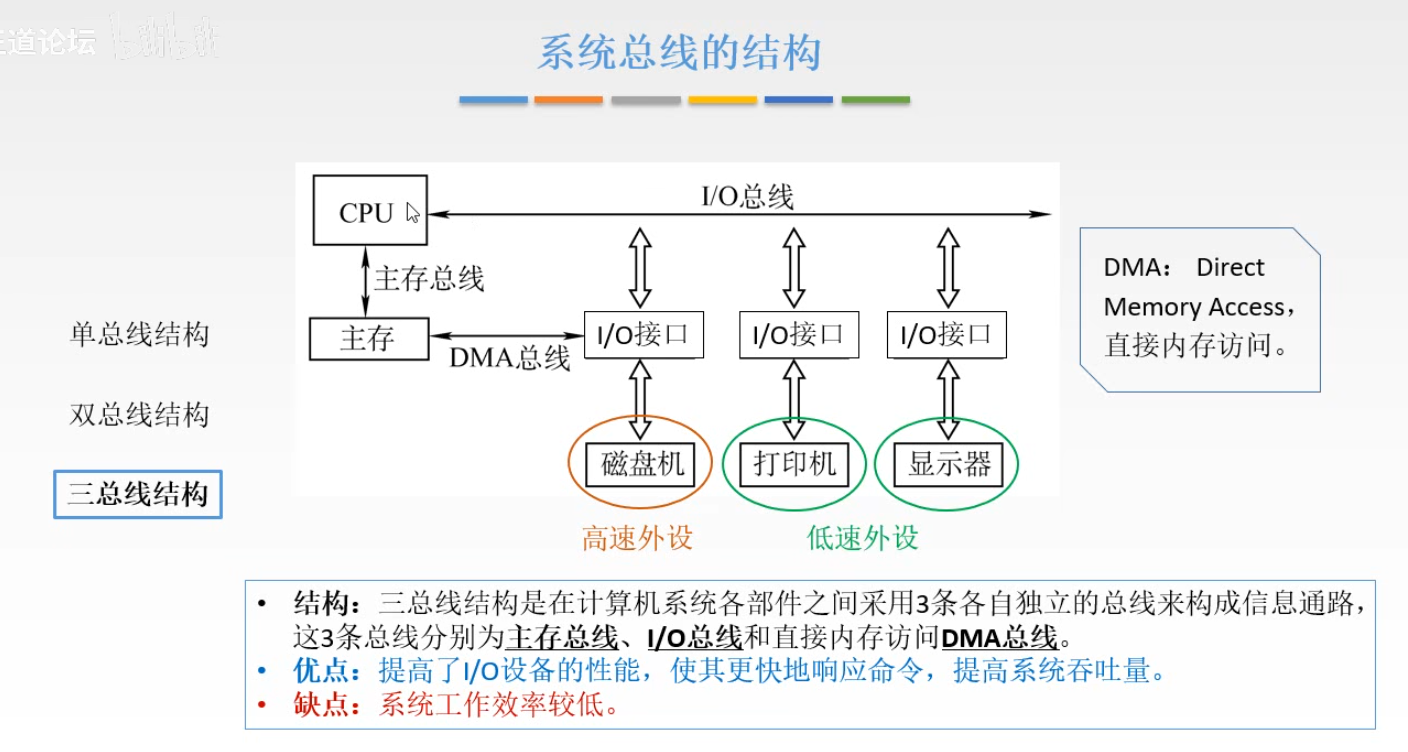 道论坛
系统总线的结构
CPU
I/O总线
主存总线
主存
DMA总线
I/O接口
I/O接口
I/O接口
磁盘机
打印机
显示器
高速外设
低速外设
DMA： Direct
Memory Access，
直接内存访问。
单总线结构
双总线结构
三总线结构
• 结构：三总线结构是在计算机系统各部件之间采用3条各自独立的总线来构成信息通路，
这3条总线分别为主存总线、I/O总线和直接内存访问DMA总线。
• 优点：提高了I/O设备的性能，使其更快地响应命令，提高系统吞吐量。
• 缺点：系统工作效率较低。